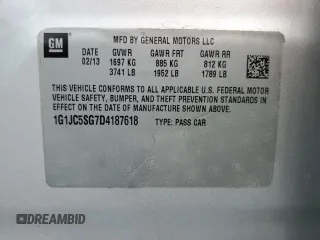 GM
MFD BY GENERAL MOTORS LLC
DATE GVWR GAWR FRT GAWR RR
02/13 1697 KG 885 KG 812 KG
3741 LB 1952 LB 1789 LB
THIS VEHICLE CONFORMS TO ALL APPLICABLE U.S. FEDERAL MOTOR
VEHICLE SAFETY, BUMPER, AND THEFT PREVENTION STANDARDS IN
EFFECT ON THE DATE OF MANUFACTURE SHOWN ABOVE.
1G1JC5SG7D4187618 TYPE: PASS CAR
DREAMBID